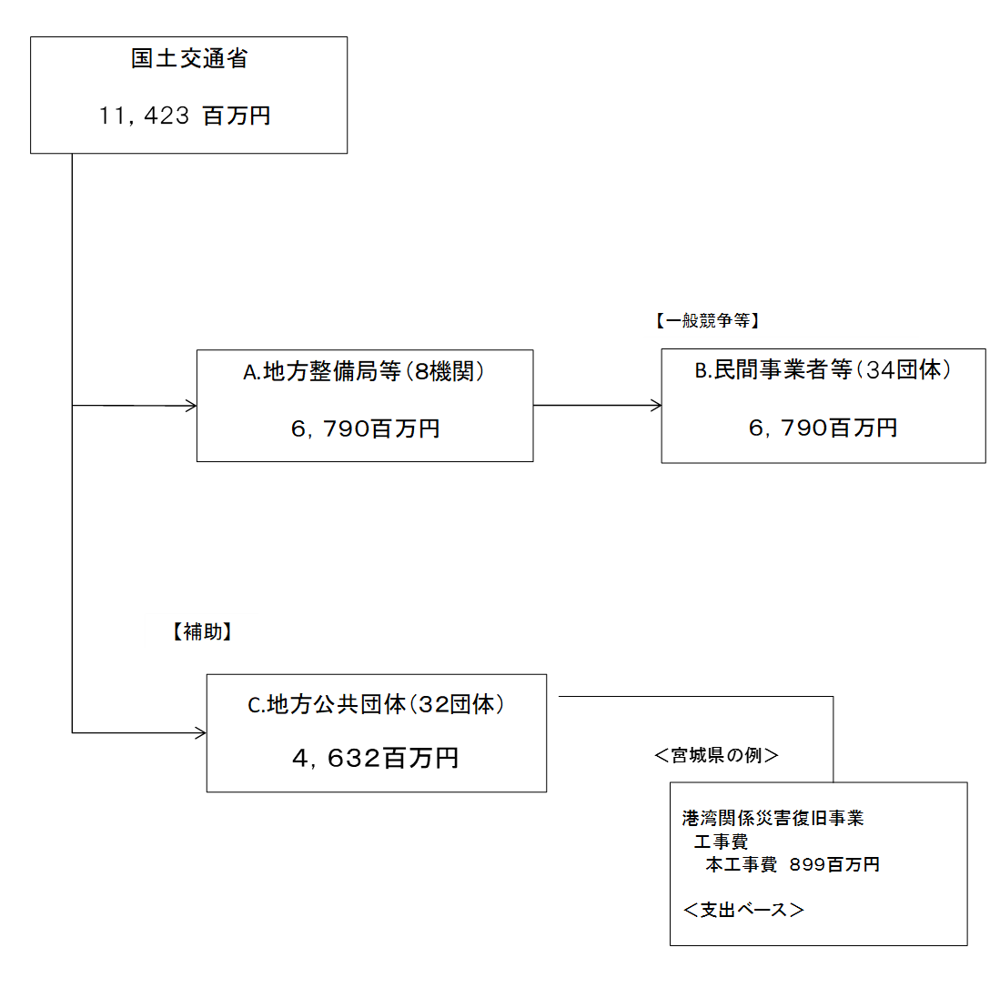 国土交通省
11，423 百万円
【一般競争等】
A.地方整備局等（8機関）
6，790百万円
B.民間事業者等（34団体）
6，790百万円
【補助】
C.地方公共団体（32団体）
4，632百万円
＜宮城県の例＞
港湾関係災害復旧事業
工事費
本工事費 899百万円
＜支出ベース＞